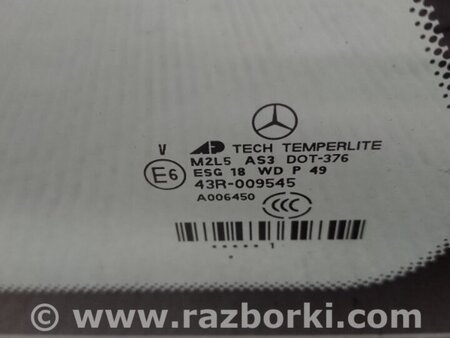 V AP TECH TEMPERLITE
M2L5 AS3 DOT-376
E6 ESG 18 WD P 49
43R-009545
A006450 CCC
***** 1
© — www.razborki.com